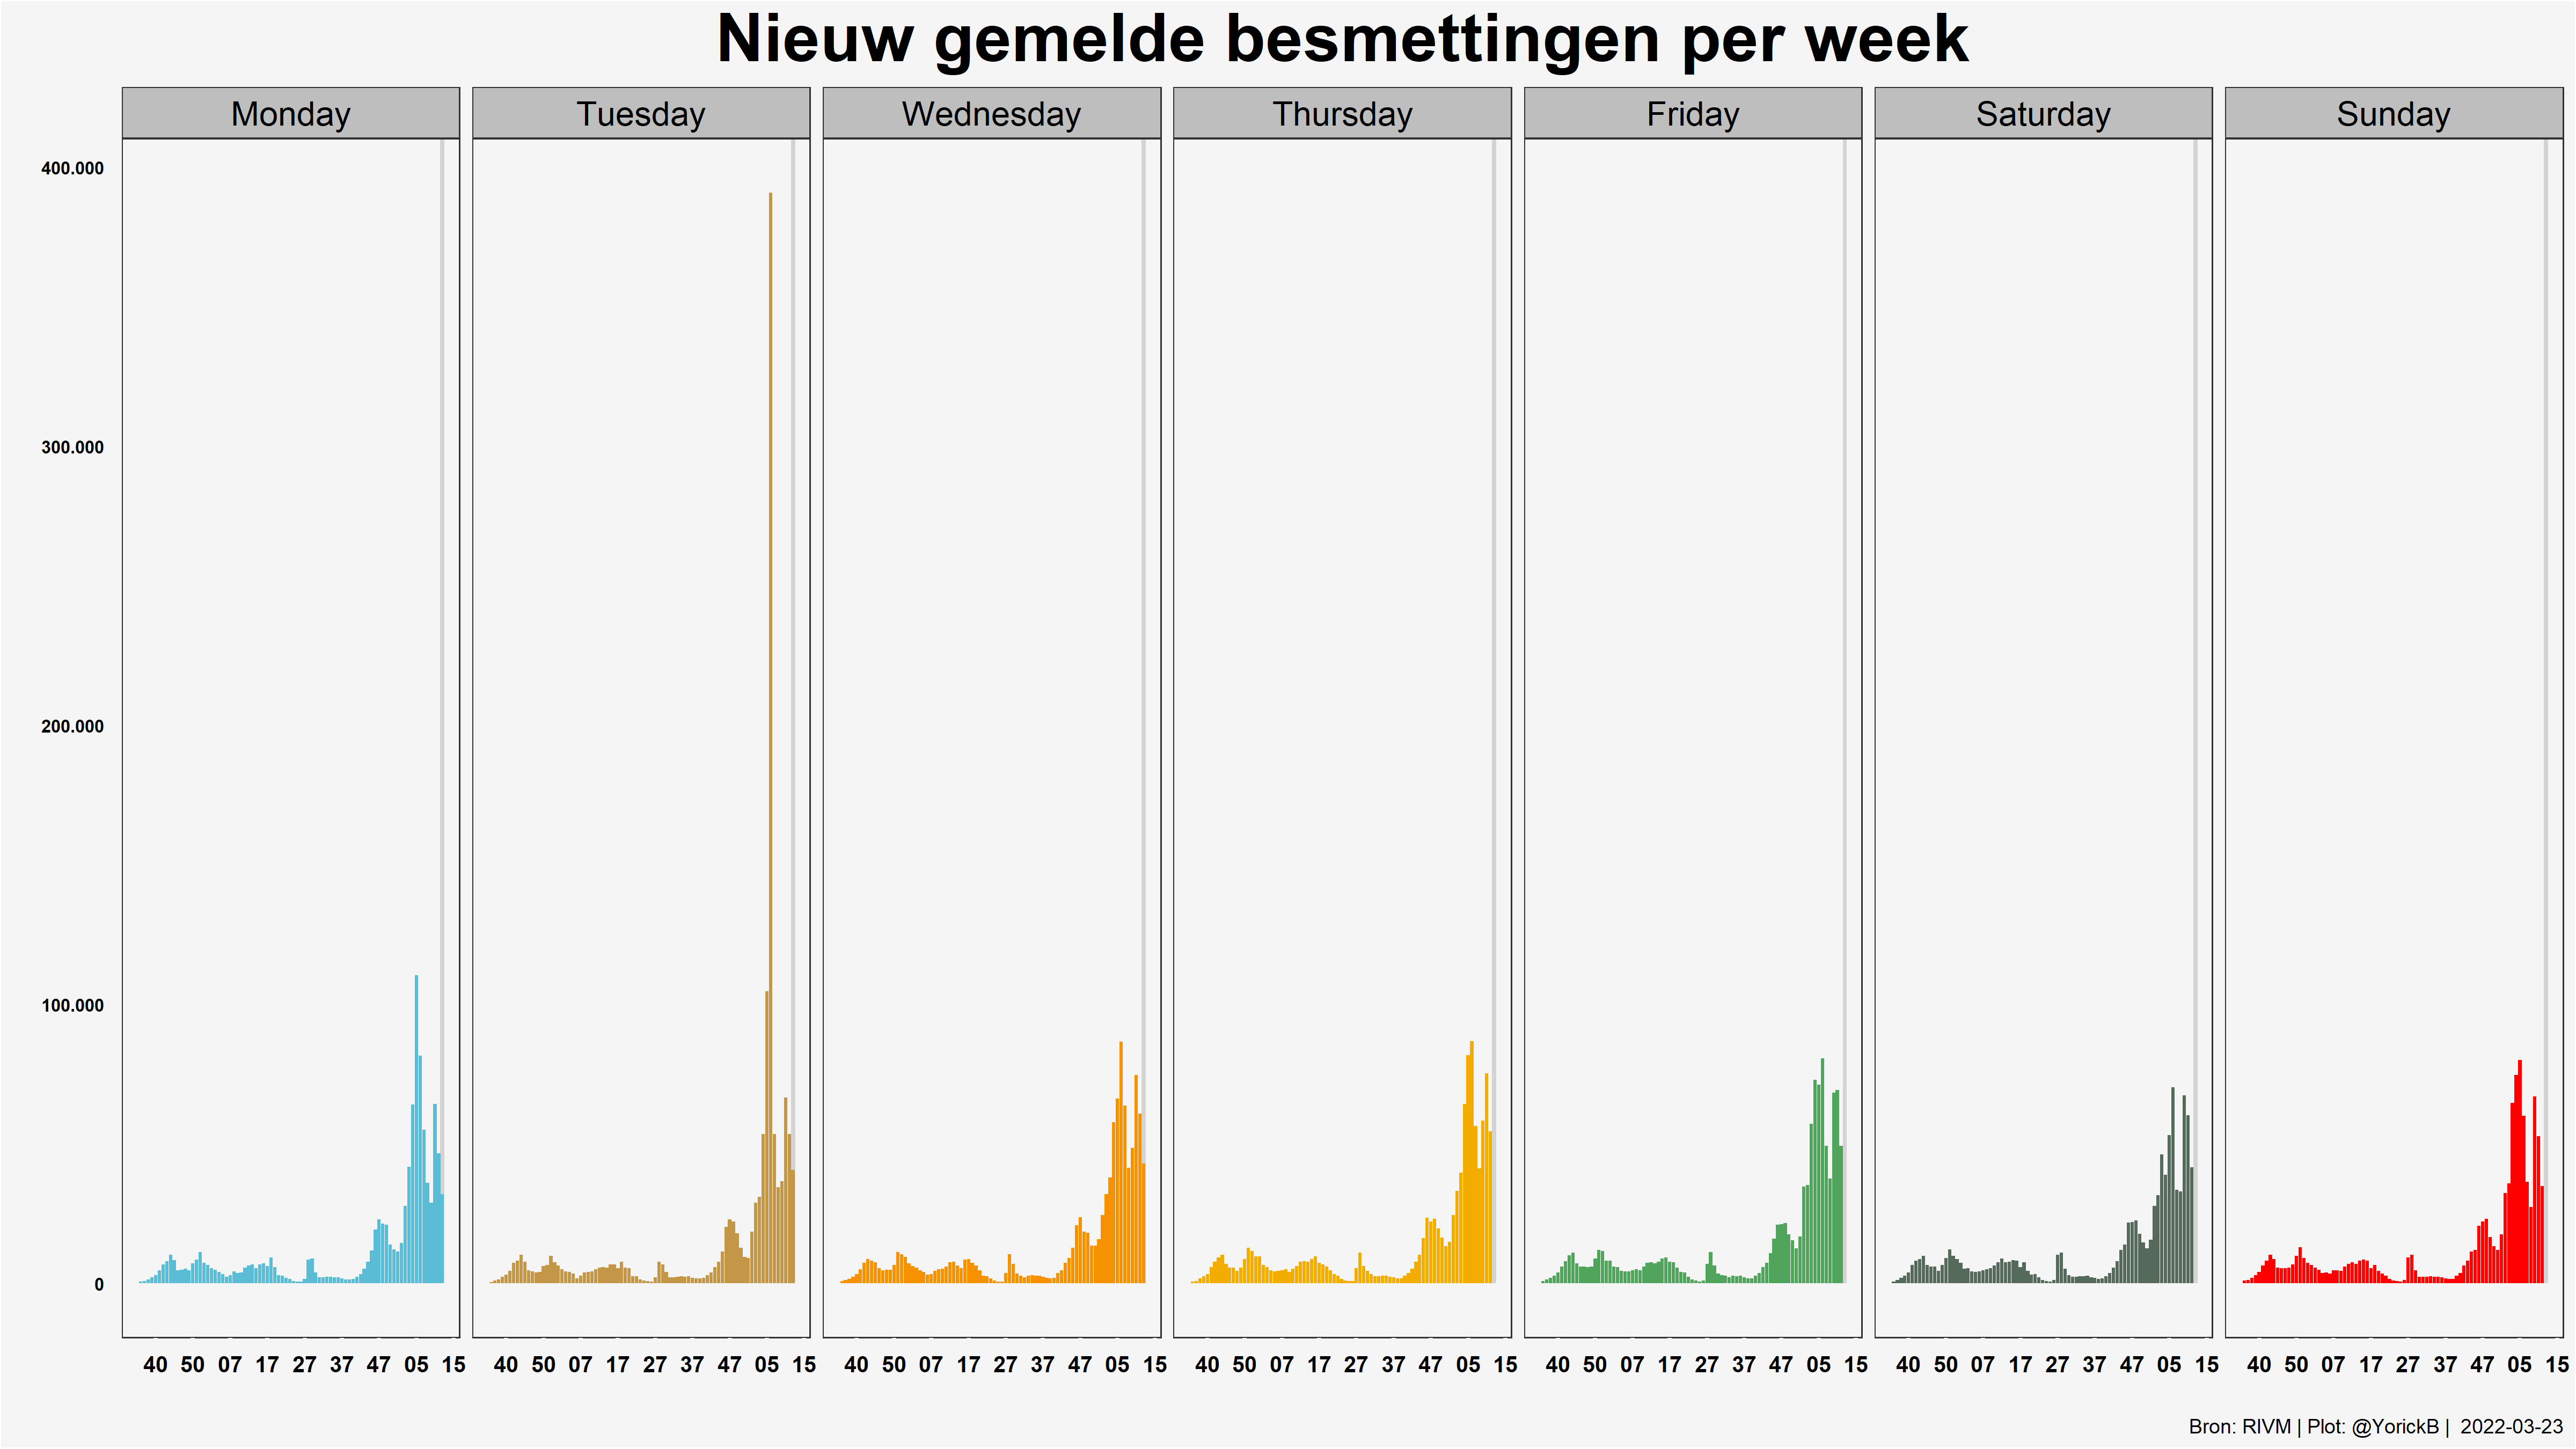 Nieuw gemelde besmettingen per week
Monday Tuesday Wednesday Thursday Friday Saturday Sunday
400.000
300.000
200.000
100.000
0
40 50 07 17 27 37 47 05 15 40 50 07 17 27 37 47 05 15 40 50 07 17 27 37 47 05 15 40 50 07 17 27 37 47 05 15 40 50 07 17 27 37 47 05 15 40 50 07 17 27 37 47 05 15 40 50 07 17 27 37 47 05 15
Bron: RIVM | Plot: @YorickB | 2022-03-23